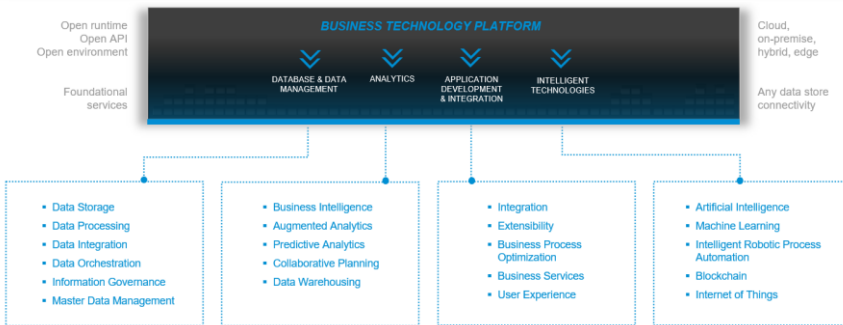 Open runtime
Open API
Open environment
Foundational
services
BUSINESS TECHNOLOGY PLATFORM
DATABASE & DATA
MANAGEMENT
ANALYTICS
APPLICATION
DEVELOPMENT
& INTEGRATION
INTELLIGENT
TECHNOLOGIES
Cloud,
on-premise,
hybrid, edge
Any data store
connectivity
Data Storage
Data Processing
Data Integration
Data Orchestration
Information Governance
Master Data Management
Business Intelligence
Augmented Analytics
Predictive Analytics
Collaborative Planning
Data Warehousing
Integration
Extensibility
Business Process
Optimization
Business Services
User Experience
Artificial Intelligence
Machine Learning
Intelligent Robotic Process
Automation
Blockchain
Internet of Things